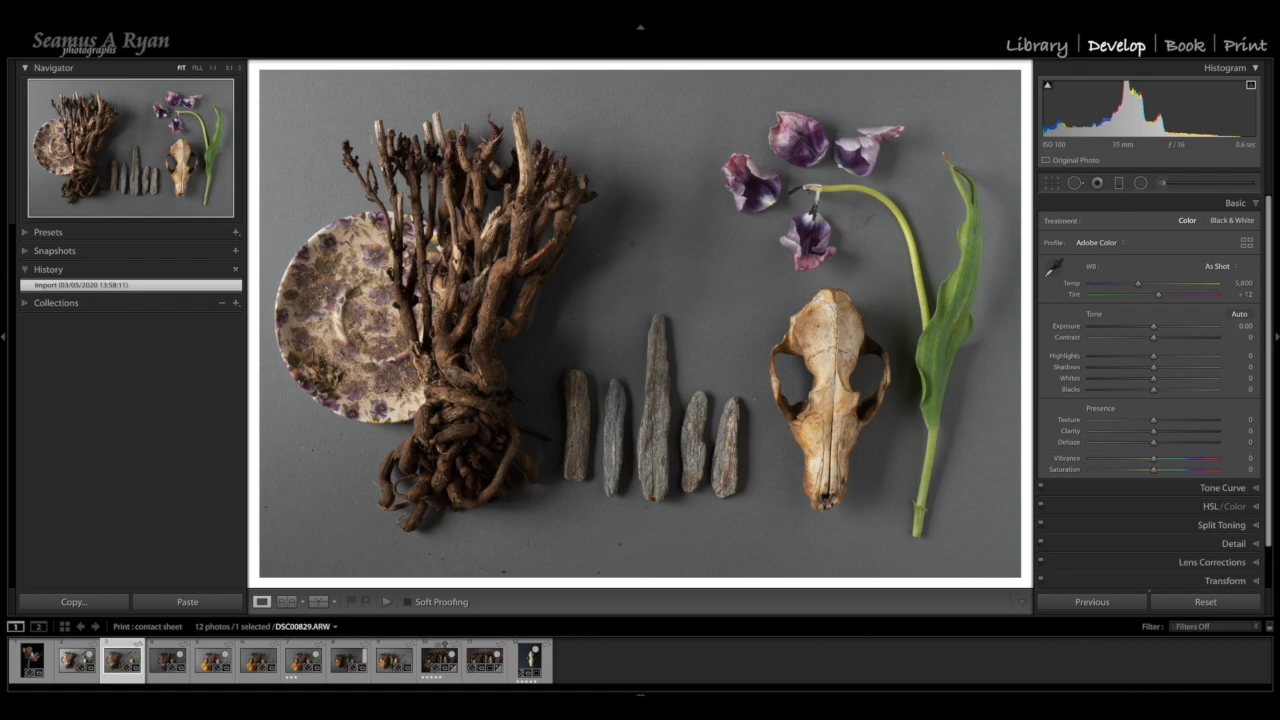 Seamus A Ryan
photographs
Library | Develop | Book | Print
Navigator FIT FILL 1:1 3:1
Histogram
ISO 100 35 mm ƒ / 16 0.6 sec
Original Photo
Basic
Treatment : Color Black & White
Profile : Adobe Color
WB : As Shot
Temp 5,800
Tint + 12
Tone Auto
Exposure 0.00
Contrast 0
Highlights 0
Shadows 0
Whites 0
Blacks 0
Presence
Texture 0
Clarity 0
Dehaze 0
Vibrance 0
Saturation 0
Tone Curve
HSL / Color
Split Toning
Detail
Lens Corrections
Transform
Presets
Snapshots
History
Import (03/05/2020 13:58:11)
Collections
Copy... Paste
Soft Proofing
Previous Reset
1 2 Print : contact sheet 12 photos / 1 selected / DSC00829.ARW
Filter : Filters Off